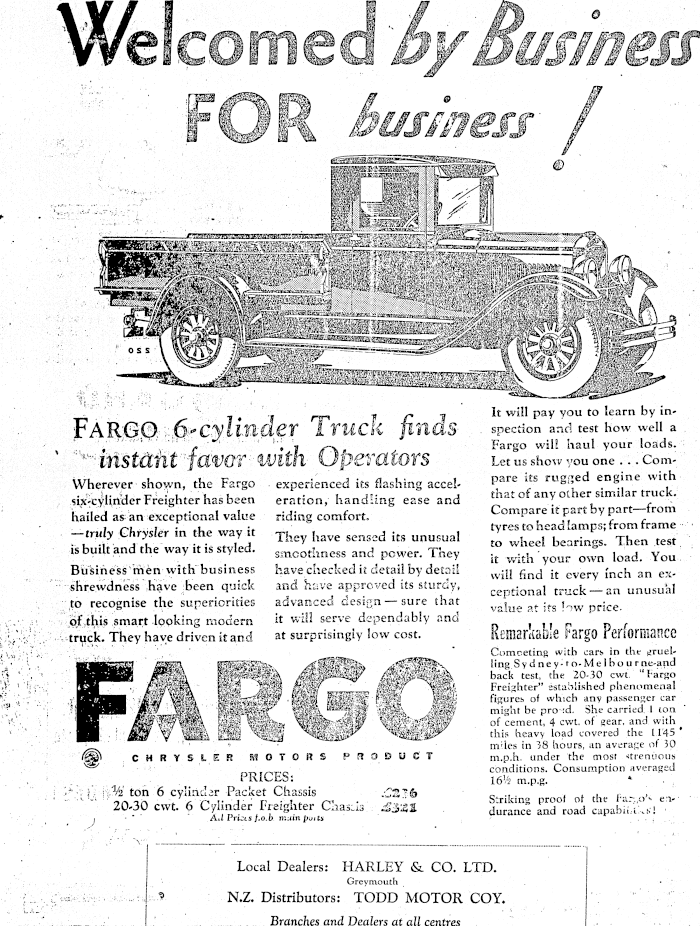 Welcomed by Business
FOR business!
OSS
FARGO 6-cylinder Truck finds
instant favor with Operators
Wherever shown, the Fargo
six-cylinder Freighter has been
hailed as an exceptional value
—truly Chrysler in the way it
is built and the way it is styled.
Business men with business
shrewdness have been quick
to recognise the superiorities
of this smart looking modern
truck. They have driven it and
experienced its flashing accel-
eration, handling ease and
riding comfort.
They have sensed its unusual
smoothness and power. They
have checked it detail by detail
and have approved its sturdy,
advanced design — sure that
it will serve dependably and
at surprisingly low cost.
It will pay you to learn by in-
spection and test how well a
Fargo will haul your loads.
Let us show you one . . . Com-
pare its rugged engine with
that of any other similar truck.
Compare it part by part—from
tyres to head lamps; from frame
to wheel bearings. Then test
it with your own load. You
will find it every inch an ex-
ceptional truck — an unusual
value at its low price.
Remarkable Fargo Performance
Competing with cars in the gruel-
ling Sydney-to-Melbourne-and
back test, the 20-30 cwt. "Fargo
Freighter" established phenomenal
figures of which any passenger car
might be proud. She carried 1 ton
of cement, 4 cwt. of gear, and with
this heavy load covered the 1145
miles in 38 hours, an average of 30
m.p.h. under the most strenuous
conditions. Consumption averaged
16½ m.p.g.
Striking proof of the Fargo's en-
durance and road capabilities!
FARGO
CHRYSLER MOTORS PRODUCT
PRICES:
½ ton 6 cylinder Packet Chassis £276
20-30 cwt. 6 Cylinder Freighter Chassis £321
All Prices f.o.b main ports
Local Dealers: HARLEY & CO. LTD.
Greymouth
N.Z. Distributors: TODD MOTOR COY.
Branches and Dealers at all centres